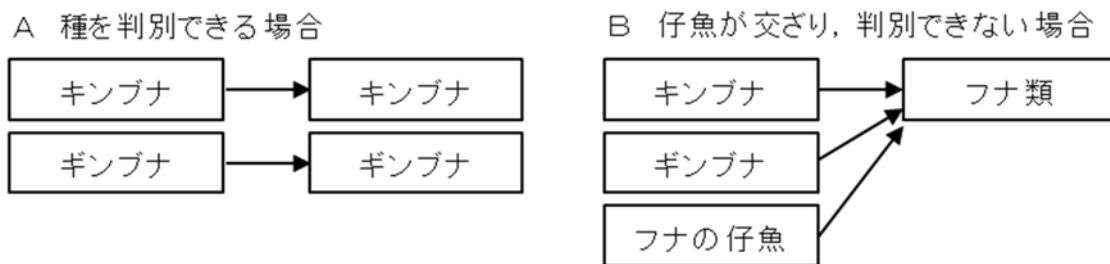 A 種を判別できる場合
キンブナ キンブナ
ギンブナ ギンブナ
B 仔魚が交ざり,判別できない場合
キンブナ フナ類
ギンブナ
フナの仔魚